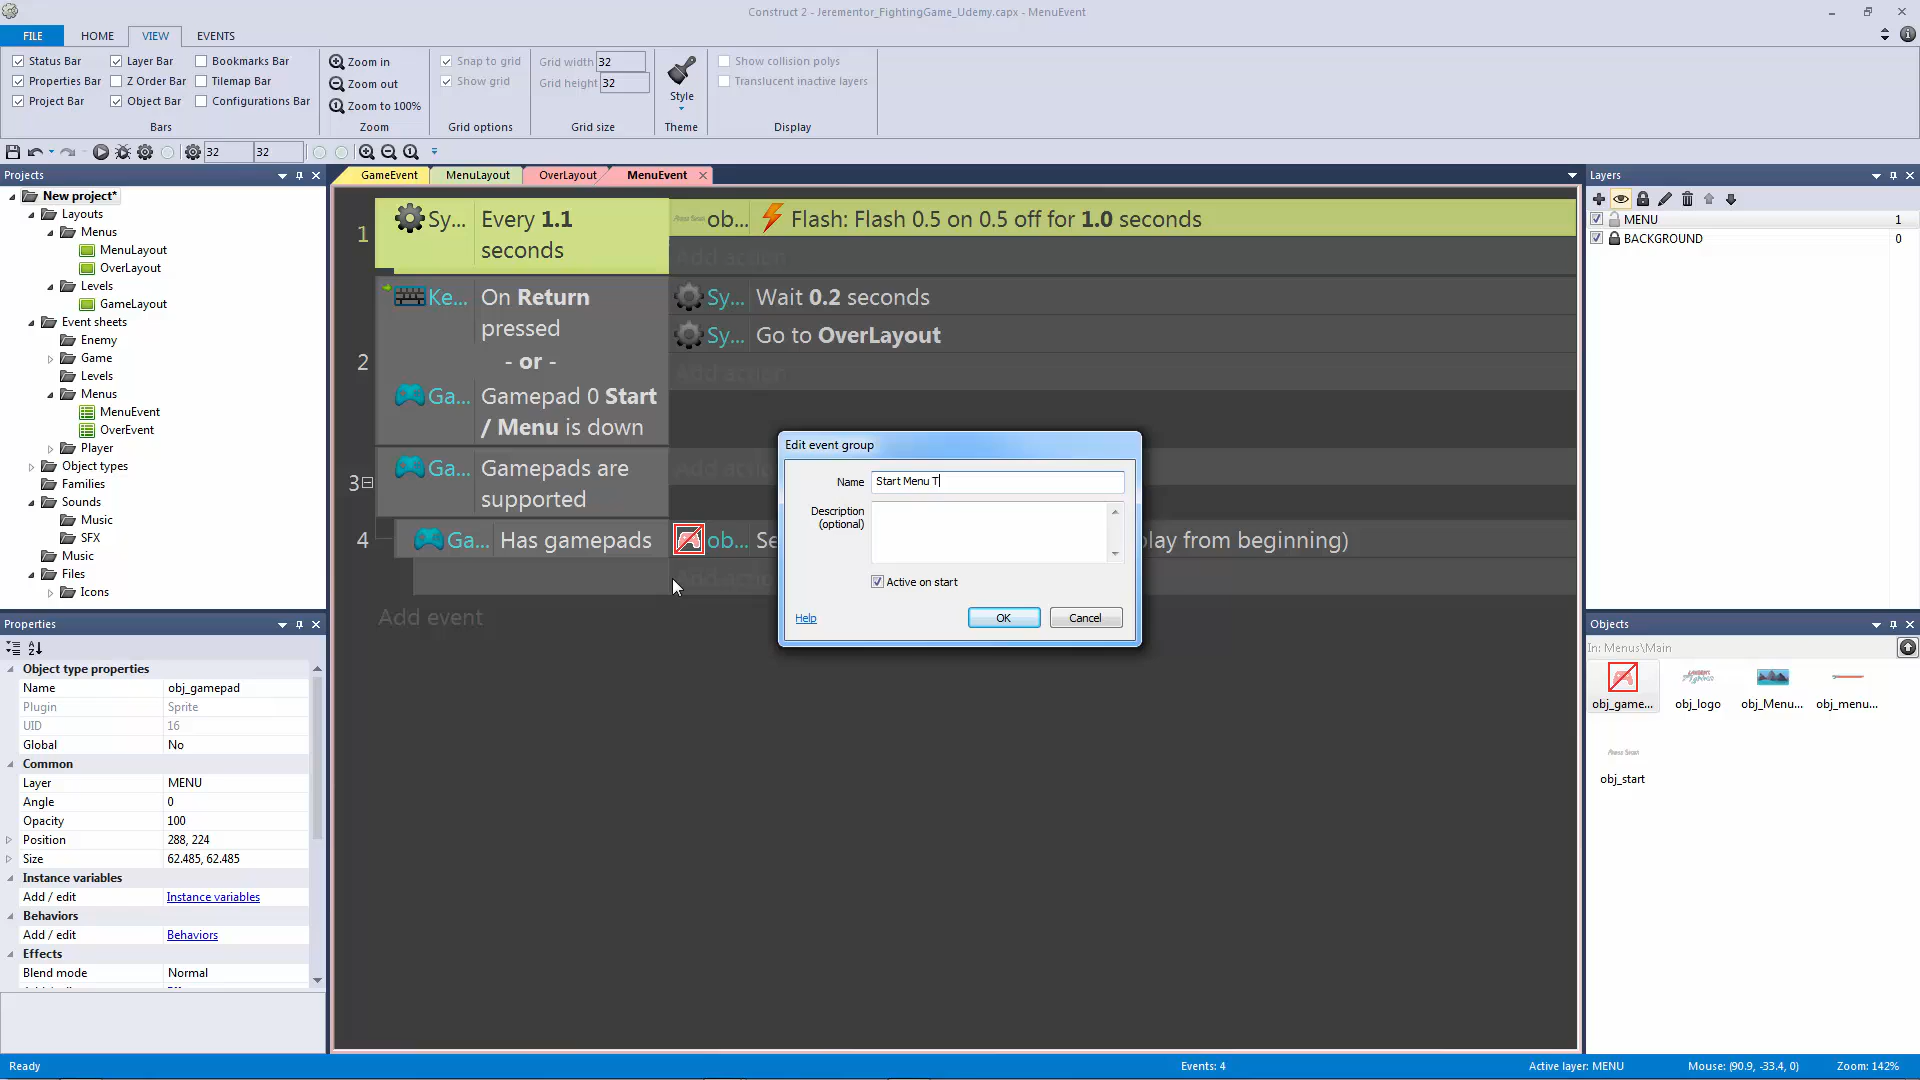 Construct 2 - Jerementor_FightingGame_Udemy.capx - MenuEvent
FILE HOME VIEW EVENTS
Status Bar Layer Bar Bookmarks Bar
Properties Bar Z Order Bar Tilemap Bar
Project Bar Object Bar Configurations Bar
Bars
Zoom in
Zoom out
Zoom to 100%
Zoom
Snap to grid
Show grid
Grid options
Grid width 32
Grid height 32
Grid size
Style
Theme
Show collision polys
Translucent inactive layers
Display
32 32
Projects
New project*
Layouts
Menus
MenuLayout
OverLayout
Levels
GameLayout
Event sheets
Enemy
Game
Levels
Menus
MenuEvent
OverEvent
Player
Object types
Families
Sounds
Music
SFX
Music
Files
Icons
Properties
Object type properties
Name obj_gamepad
Plugin Sprite
UID 16
Global No
Common
Layer MENU
Angle 0
Opacity 100
Position 288, 224
Size 62.485, 62.485
Instance variables
Add / edit Instance variables
Behaviors
Add / edit Behaviors
Effects
Blend mode Normal
GameEvent MenuLayout OverLayout MenuEvent
1 Sy... Every 1.1 seconds ob... Flash: Flash 0.5 on 0.5 off for 1.0 seconds
Add action
2 Ke... On Return pressed
- or -
Ga... Gamepad 0 Start / Menu is down
Sy... Wait 0.2 seconds
Sy... Go to OverLayout
Add action
3 Ga... Gamepads are supported
Add ac
4 Ga... Has gamepads ob... Se
lay from beginning)
Add actio
Add event
Edit event group
Name Start Menu T
Description (optional)
Active on start
Help OK Cancel
Layers
MENU 1
BACKGROUND 0
Objects
In: Menus\Main
obj_game... obj_logo obj_Menu... obj_menu...
Press Start
obj_start
Ready Events: 4 Active layer: MENU Mouse: (90.9, -33.4, 0) Zoom: 142%